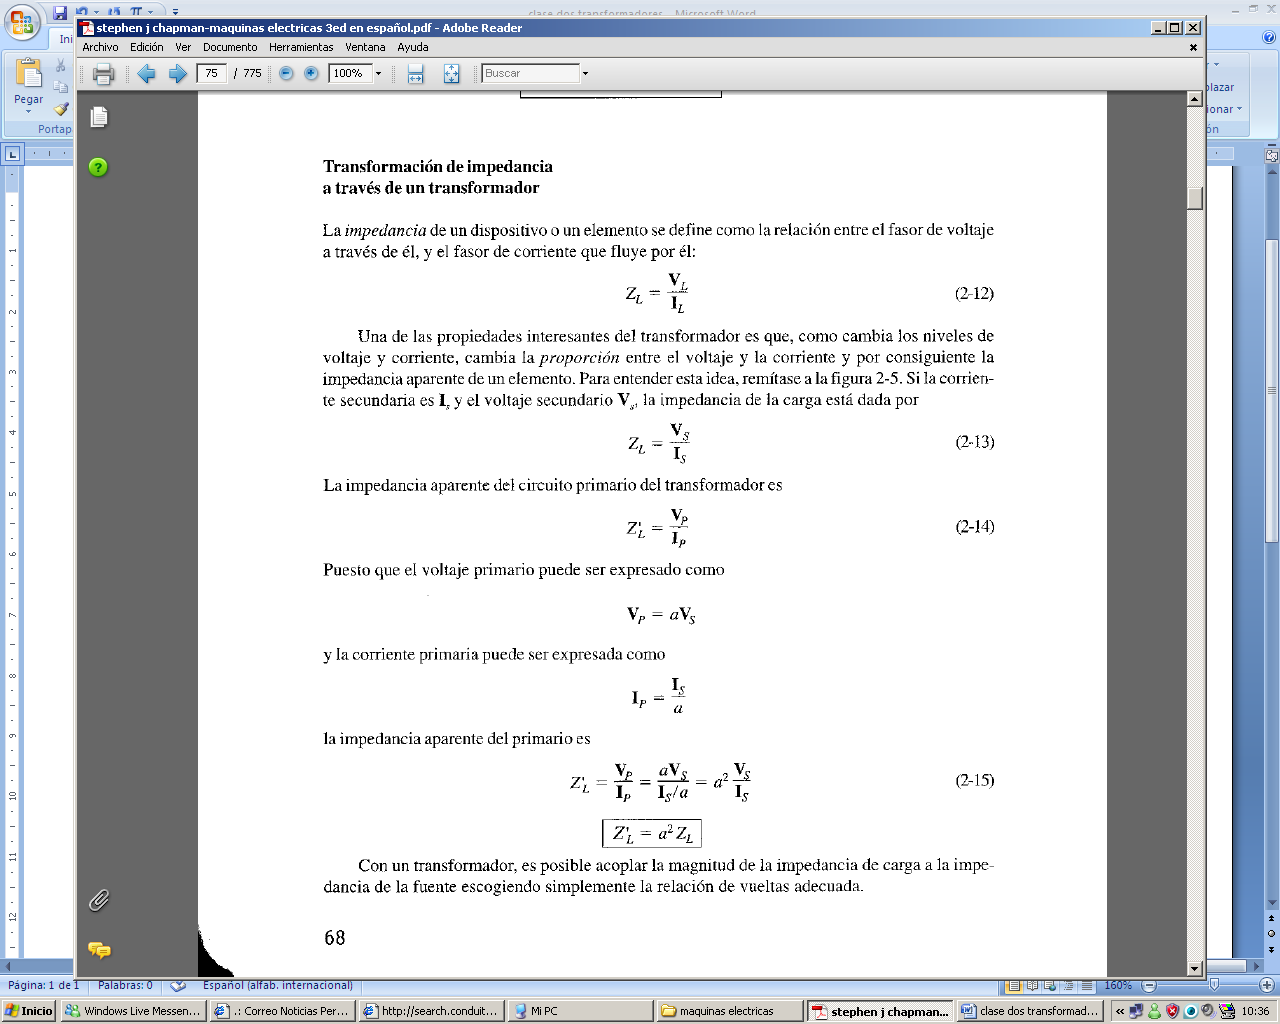 clase dos transformadores - Microsoft Word
stephen j chapman-maquinas electricas 3ed en español.pdf - Adobe Reader
Archivo Edición Ver Documento Herramientas Ventana Ayuda
75 / 775 100% Buscar
Pegar
Portap
Transformación de impedancia
a través de un transformador
La impedancia de un dispositivo o un elemento se define como la relación entre el fasor de voltaje
a través de él, y el fasor de corriente que fluye por él:
Z_L = V_L / I_L (2-12)
Una de las propiedades interesantes del transformador es que, como cambia los niveles de
voltaje y corriente, cambia la proporción entre el voltaje y la corriente y por consiguiente la
impedancia aparente de un elemento. Para entender esta idea, remítase a la figura 2-5. Si la corrien-
te secundaria es I_s y el voltaje secundario V_s, la impedancia de la carga está dada por
Z_L = V_S / I_S (2-13)
La impedancia aparente del circuito primario del transformador es
Z'_L = V_P / I_P (2-14)
Puesto que el voltaje primario puede ser expresado como
V_P = aV_S
y la corriente primaria puede ser expresada como
I_P = I_S / a
la impedancia aparente del primario es
Z'_L = V_P / I_P = aV_S / I_S/a = a² V_S / I_S (2-15)
Z'_L = a² Z_L
Con un transformador, es posible acoplar la magnitud de la impedancia de carga a la impe-
dancia de la fuente escogiendo simplemente la relación de vueltas adecuada.
68
Página: 1 de 1 Palabras: 0 Español (alfab. internacional) 160%
Inicio Windows Live Messen... .: Correo Noticias Per... http://search.conduit... Mi PC maquinas electricas stephen j chapman... clase dos transformad... 10:36